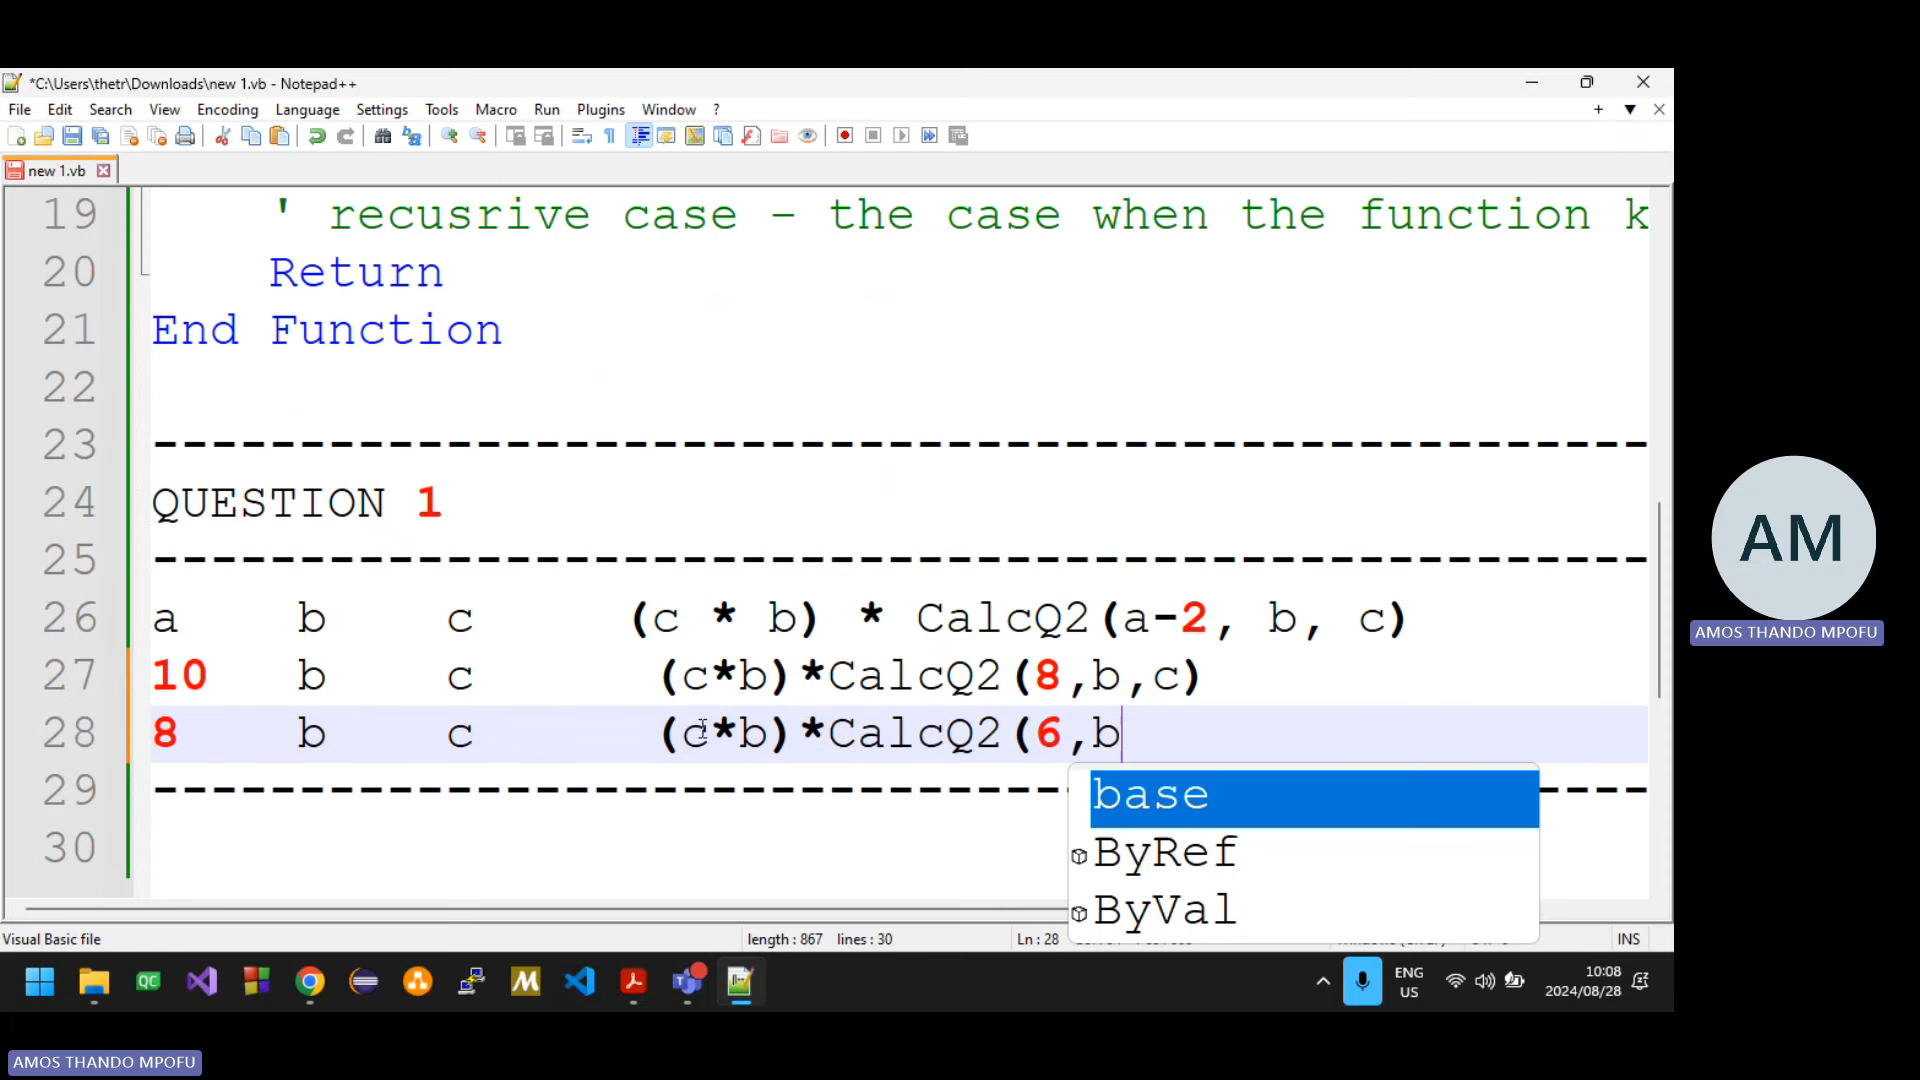 *C:\Users\thetr\Downloads\new 1.vb - Notepad++
File Edit Search View Encoding Language Settings Tools Macro Run Plugins Window ?
new 1.vb
19 ' recusrive case - the case when the function k
20 Return
21 End Function
22
23 ---------------------------------------------------
24 QUESTION 1
25 ---------------------------------------------------
26 a b c (c * b) * CalcQ2(a-2, b, c)
27 10 b c (c*b)*CalcQ2(8,b,c)
28 8 b c (c*b)*CalcQ2(6,b
29 ---------------------------------------------------
30
base
ByRef
ByVal
AM
AMOS THANDO MPOFU
Visual Basic file length : 867 lines : 30 Ln : 28 INS
ENG
US
10:08
2024/08/28
AMOS THANDO MPOFU